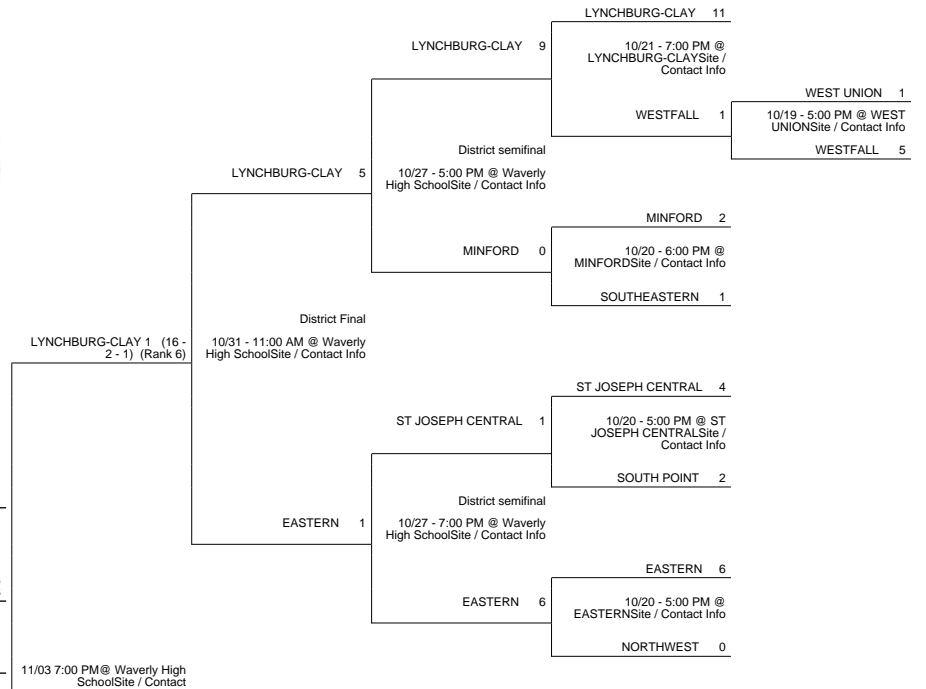 LYNCHBURG-CLAY 11
LYNCHBURG-CLAY 9
10/21 - 7:00 PM @
LYNCHBURG-CLAYSite /
Contact Info
WEST UNION 1
WESTFALL 1
10/19 - 5:00 PM @ WEST
UNIONSite / Contact Info
WESTFALL 5
District semifinal
LYNCHBURG-CLAY 5
10/27 - 5:00 PM @ Waverly
High SchoolSite / Contact Info
MINFORD 2
MINFORD 0
10/20 - 6:00 PM @
MINFORDSite / Contact Info
SOUTHEASTERN 1
District Final
LYNCHBURG-CLAY 1 (16 -
2 - 1) (Rank 6)
10/31 - 11:00 AM @ Waverly
High SchoolSite / Contact Info
ST JOSEPH CENTRAL 4
ST JOSEPH CENTRAL 1
10/20 - 5:00 PM @ ST
JOSEPH CENTRALSite /
Contact Info
SOUTH POINT 2
District semifinal
EASTERN 1
10/27 - 7:00 PM @ Waverly
High SchoolSite / Contact Info
EASTERN 6
EASTERN 6
10/20 - 5:00 PM @
EASTERNSite / Contact Info
NORTHWEST 0
11/03 7:00 PM@ Waverly High
SchoolSite / Contact